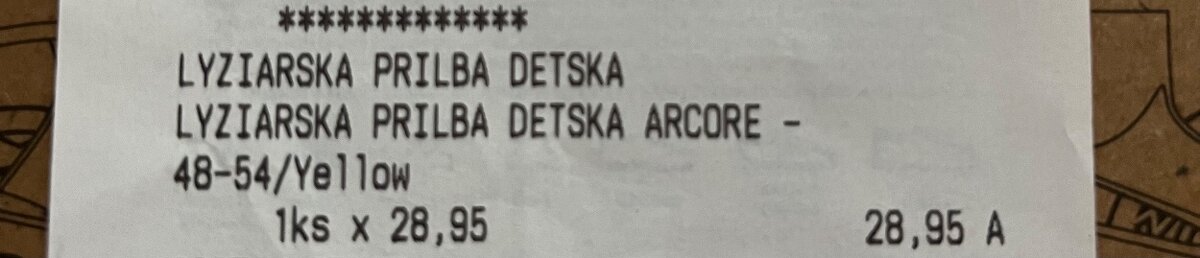 *************
LYZIARSKA PRILBA DETSKA
LYZIARSKA PRILBA DETSKA ARCORE -
48-54/Yellow
1ks x 28,95 28,95 A